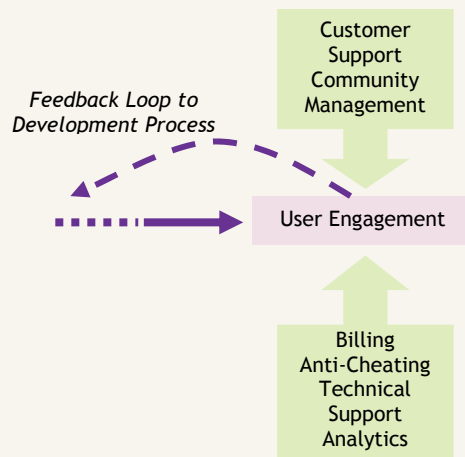 Customer
Support
Community
Management
Feedback Loop to
Development Process
User Engagement
Billing
Anti-Cheating
Technical
Support
Analytics